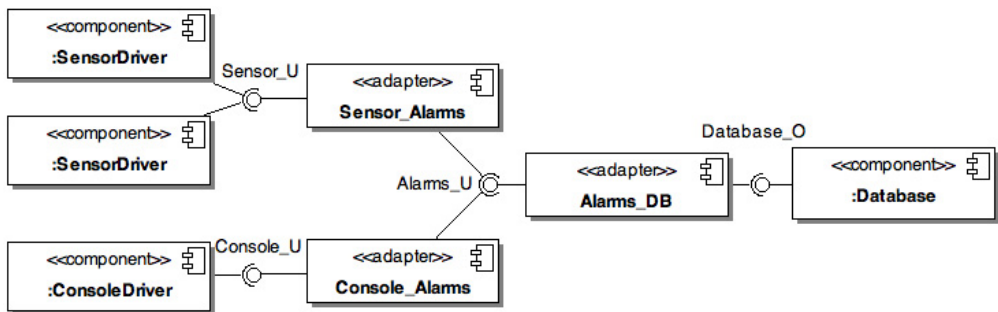 <<component>>
:SensorDriver
Sensor_U
<<adapter>>
Sensor_Alarms
<<component>>
:SensorDriver
Database_O
Alarms_U
<<adapter>>
Alarms_DB
<<component>>
:Database
<<component>>
:ConsoleDriver
Console_U
<<adapter>>
Console_Alarms